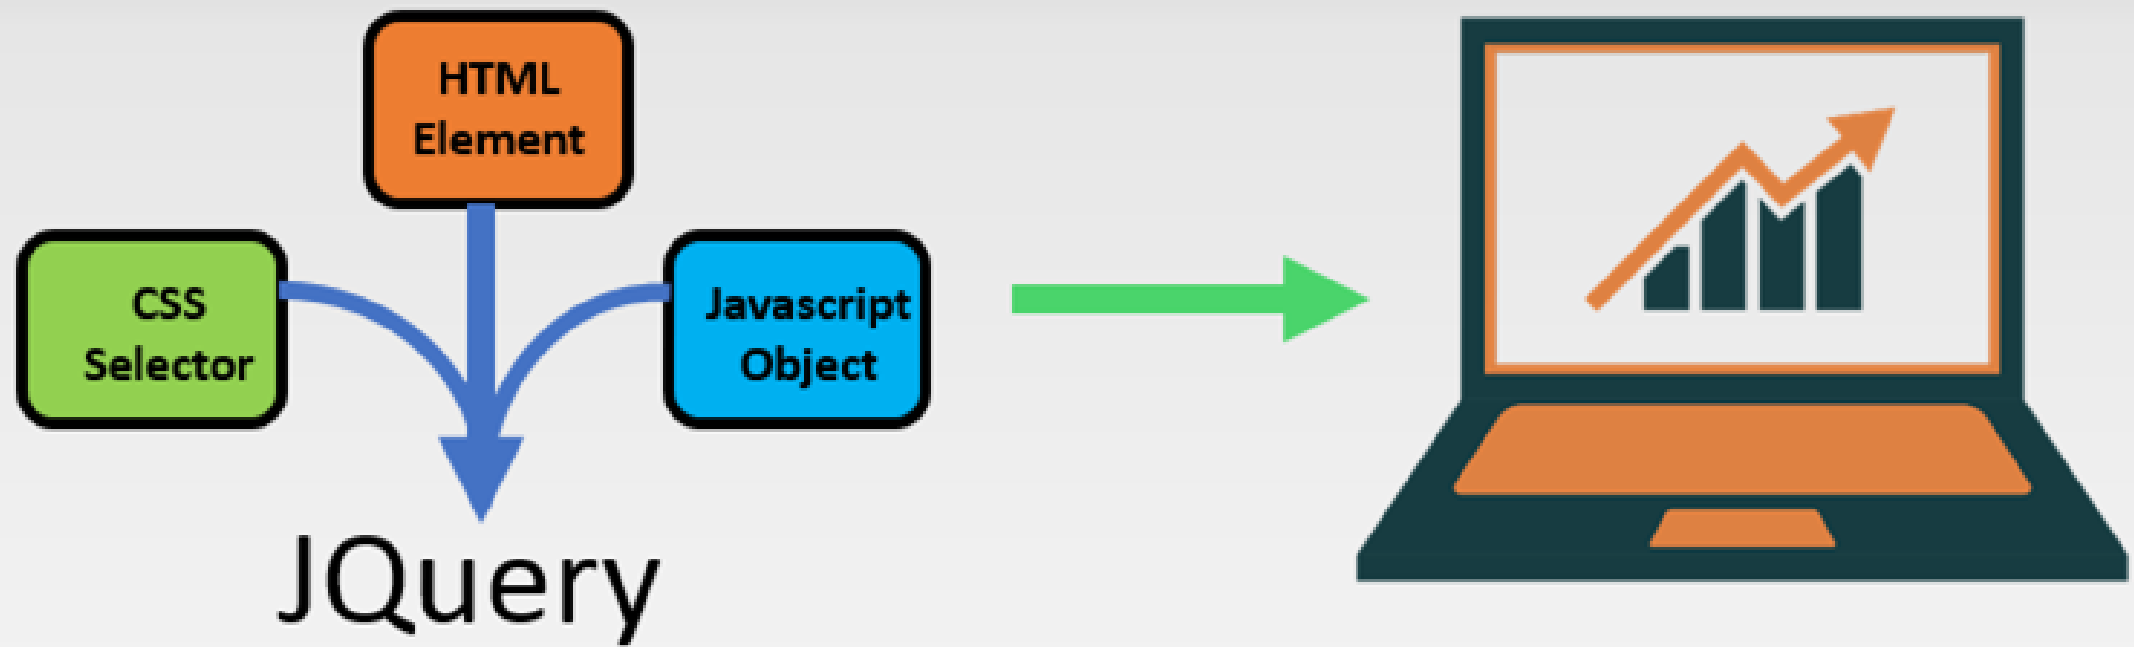 HTML
Element
CSS
Selector
Javascript
Object
JQuery